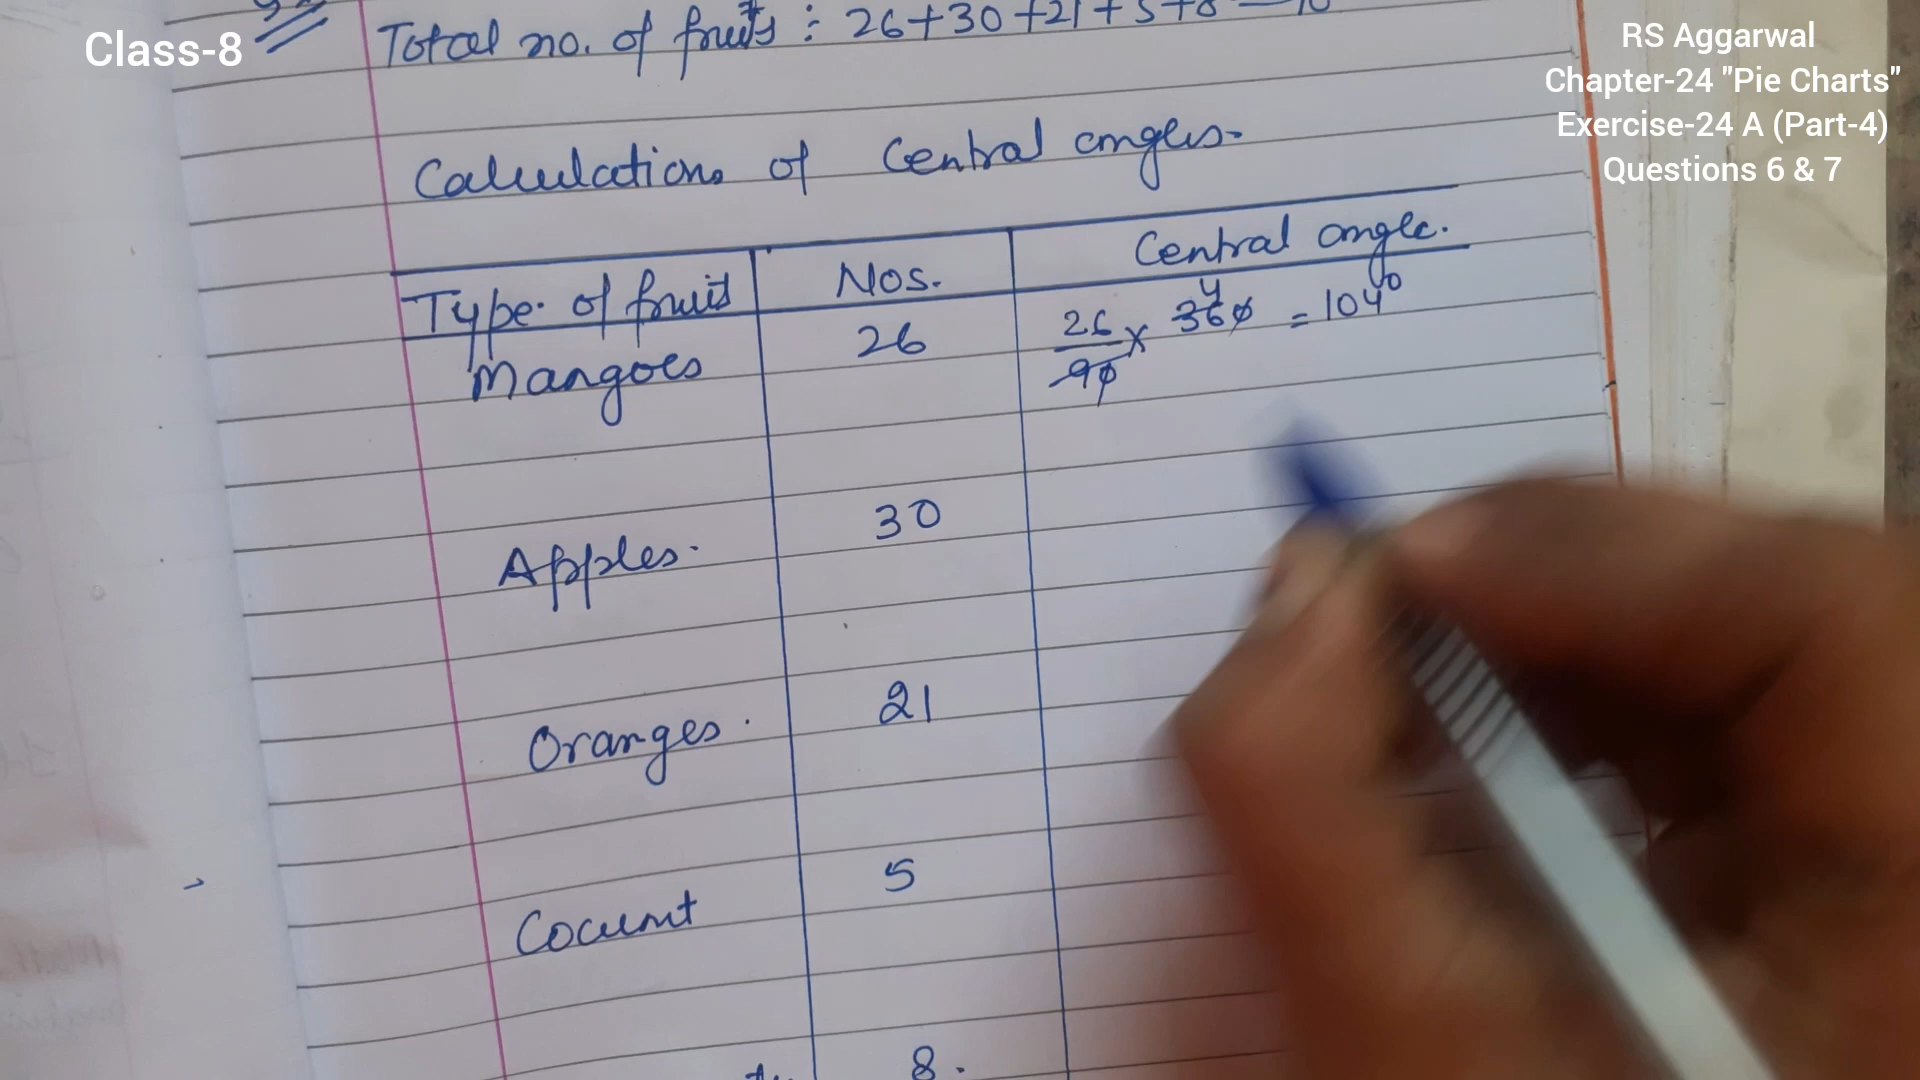 Class-8
RS Aggarwal
Chapter-24 "Pie Charts"
Exercise-24 A (Part-4)
Questions 6 & 7
Total no. of fruits : 26+30+21+5+8
Calculation of Central angles.
Type of fruit Nos. Central angle.
Mangoes 26 26/90 × 360 4 = 104°
Apples. 30
Oranges. 21
Cocunt 5
8.